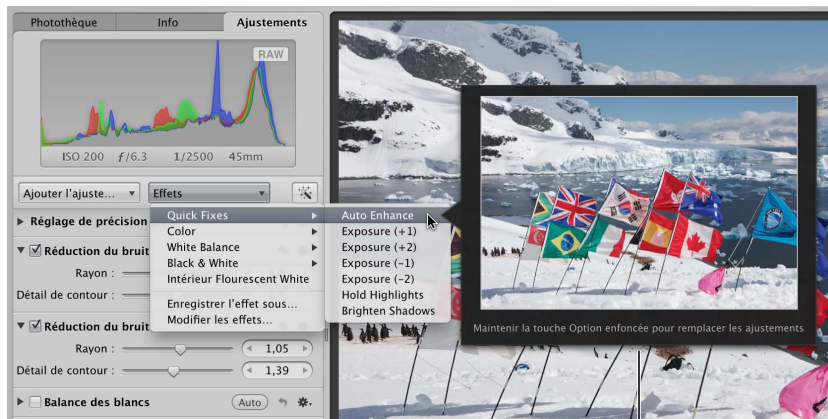 Photothèque Info Ajustements
RAW
ISO 200 ƒ/6.3 1/2500 45mm
Ajouter l'ajuste... Effets
Réglage de précision
Quick Fixes
Color
White Balance
Black & White
Intérieur Flourescent White
Enregistrer l'effet sous...
Modifier les effets...
Auto Enhance
Exposure (+1)
Exposure (+2)
Exposure (-1)
Exposure (-2)
Hold Highlights
Brighten Shadows
Maintenir la touche Option enfoncée pour remplacer les ajustements
Réduction du bruit
Rayon :
Détail de contour :
Réduction du bruit
Rayon : 1,05
Détail de contour : 1,39
Balance des blancs Auto